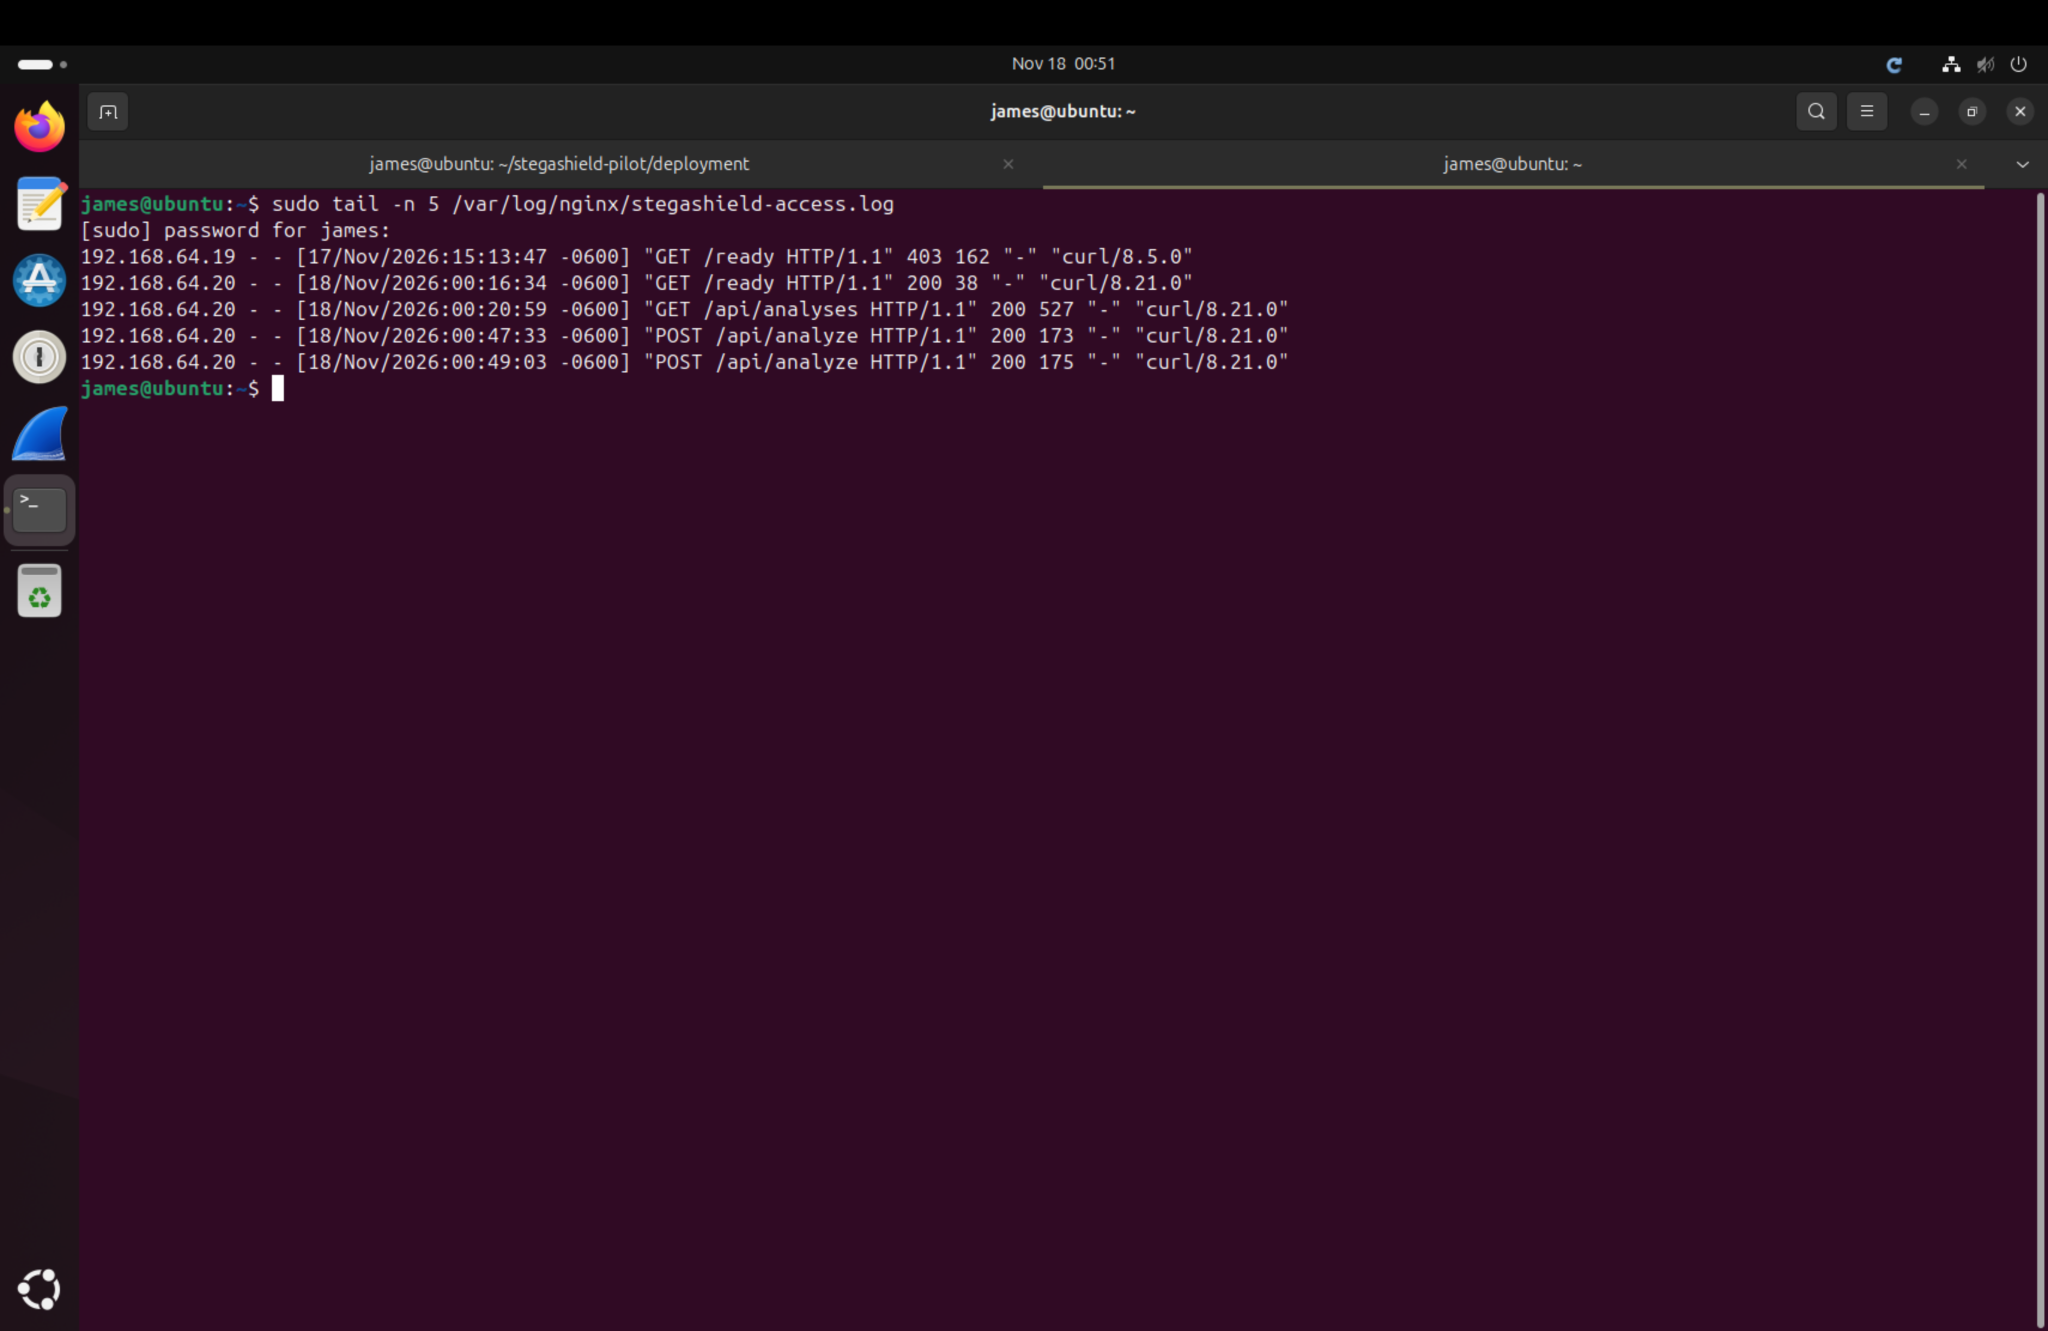 Nov 18 00:51
james@ubuntu: ~
james@ubuntu: ~/stegashield-pilot/deployment
james@ubuntu: ~
james@ubuntu:~$ sudo tail -n 5 /var/log/nginx/stegashield-access.log
[sudo] password for james:
192.168.64.19 - - [17/Nov/2026:15:13:47 -0600] "GET /ready HTTP/1.1" 403 162 "-" "curl/8.5.0"
192.168.64.20 - - [18/Nov/2026:00:16:34 -0600] "GET /ready HTTP/1.1" 200 38 "-" "curl/8.21.0"
192.168.64.20 - - [18/Nov/2026:00:20:59 -0600] "GET /api/analyses HTTP/1.1" 200 527 "-" "curl/8.21.0"
192.168.64.20 - - [18/Nov/2026:00:47:33 -0600] "POST /api/analyze HTTP/1.1" 200 173 "-" "curl/8.21.0"
192.168.64.20 - - [18/Nov/2026:00:49:03 -0600] "POST /api/analyze HTTP/1.1" 200 175 "-" "curl/8.21.0"
james@ubuntu:~$